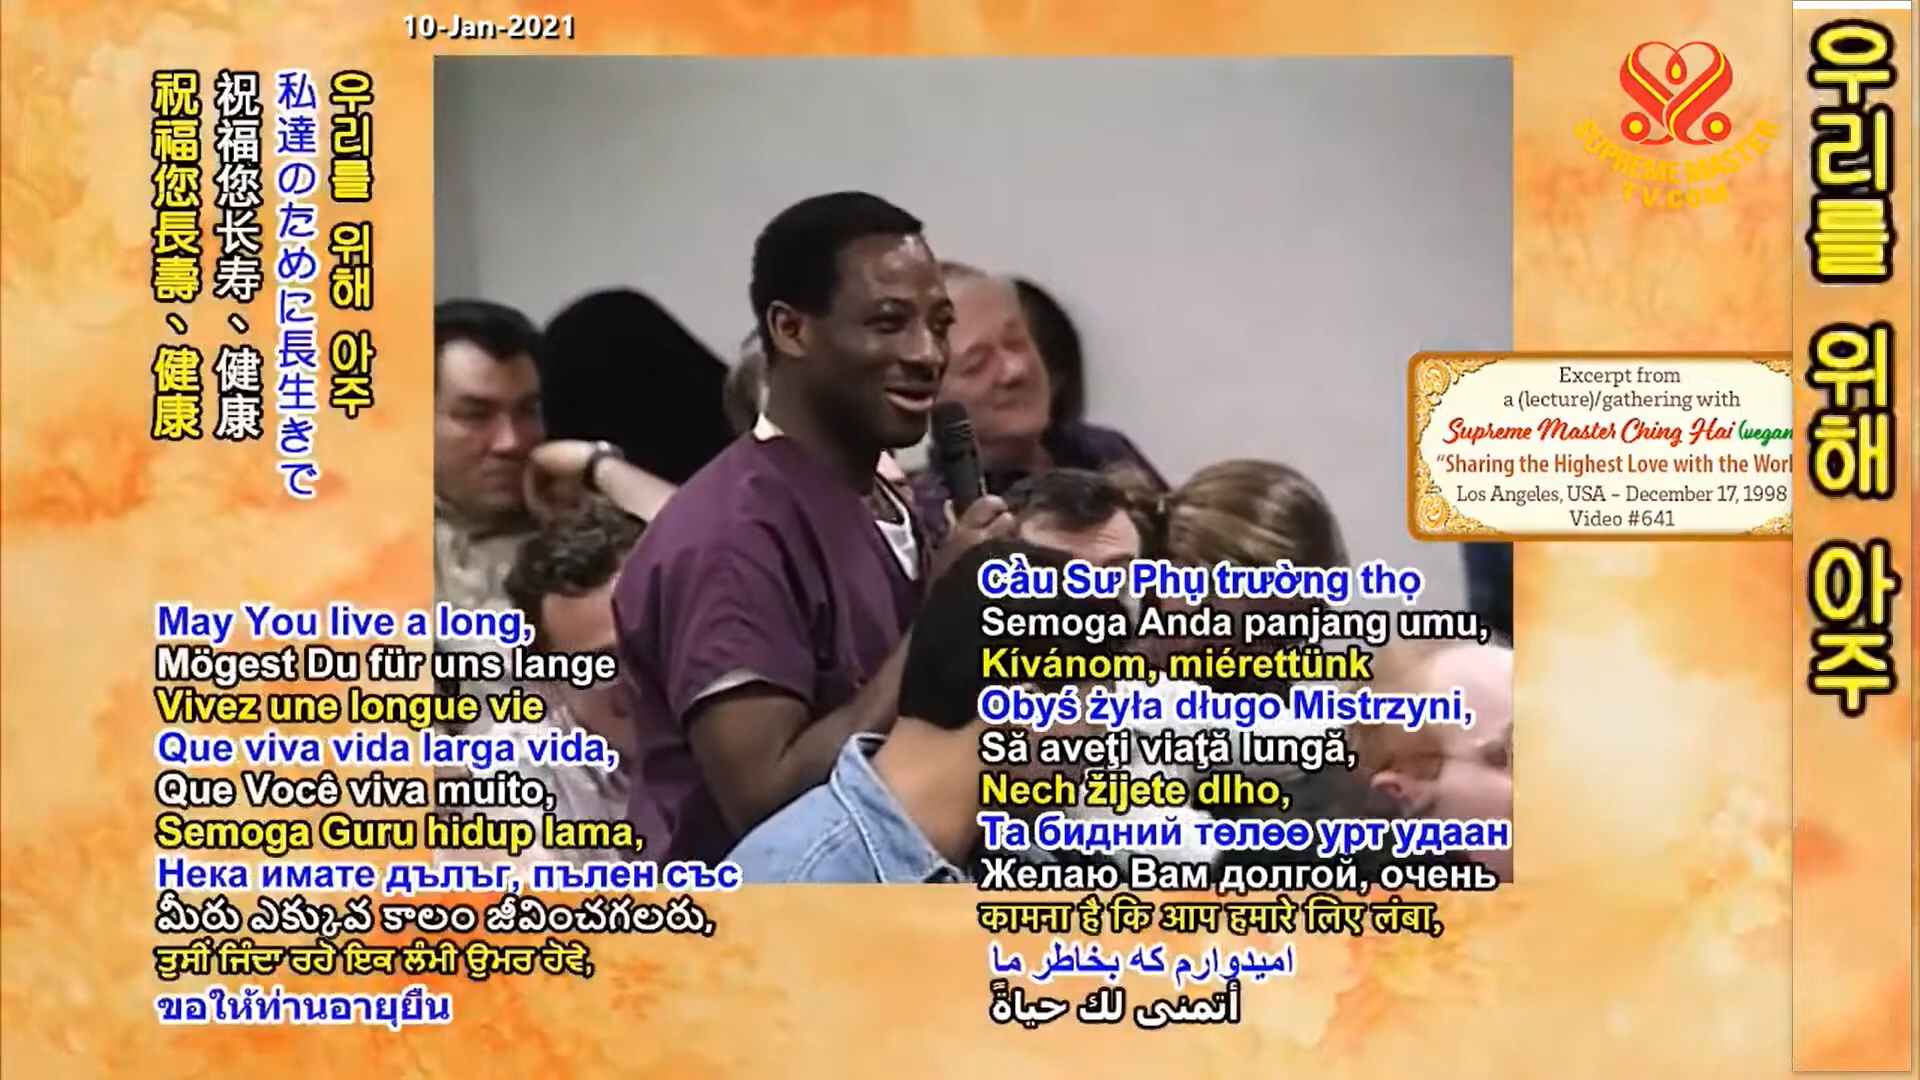 10-Jan-2021
우리를 위해 아주
私達のために長生きで
祝福您长寿、健康
祝福您長壽、健康
SUPREME MASTER
TV.COM
우리를 위해 아주
Excerpt from
a (lecture)/gathering with
Supreme Master Ching Hai (vegan
“Sharing the Highest Love with the Worl
Los Angeles, USA – December 17, 1998
Video #641
May You live a long,
Mögest Du für uns lange
Vivez une longue vie
Que viva vida larga vida,
Que Você viva muito,
Semoga Guru hidup lama,
Нека имате дълъг, пълен със
మీరు ఎక్కువ కాలం జీవించగలరు,
ਤੁਸੀਂ ਜਿੰਦਾ ਰਹੋ ਇਕ ਲੰਮੀ ਉਮਰ ਹੋਵੇ,
ขอให้ท่านอายุยืน
Cầu Sư Phụ trường thọ
Semoga Anda panjang umu,
Kívánom, miérettünk
Obyś żyła długo Mistrzyni,
Să aveţi viaţă lungă,
Nech žijete dlho,
Та бидний төлөө урт удаан
Желаю Вам долгой, очень
कामना है कि आप हमारे लिए लंबा,
امیدوارم که بخاطر ما
أتمنى لك حياةً